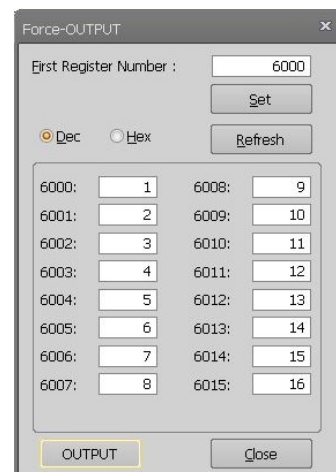 Force-OUTPUT
First Register Number : 6000
Set
Dec Hex Refresh
6000: 1 6008: 9
6001: 2 6009: 10
6002: 3 6010: 11
6003: 4 6011: 12
6004: 5 6012: 13
6005: 6 6013: 14
6006: 7 6014: 15
6007: 8 6015: 16
OUTPUT Close